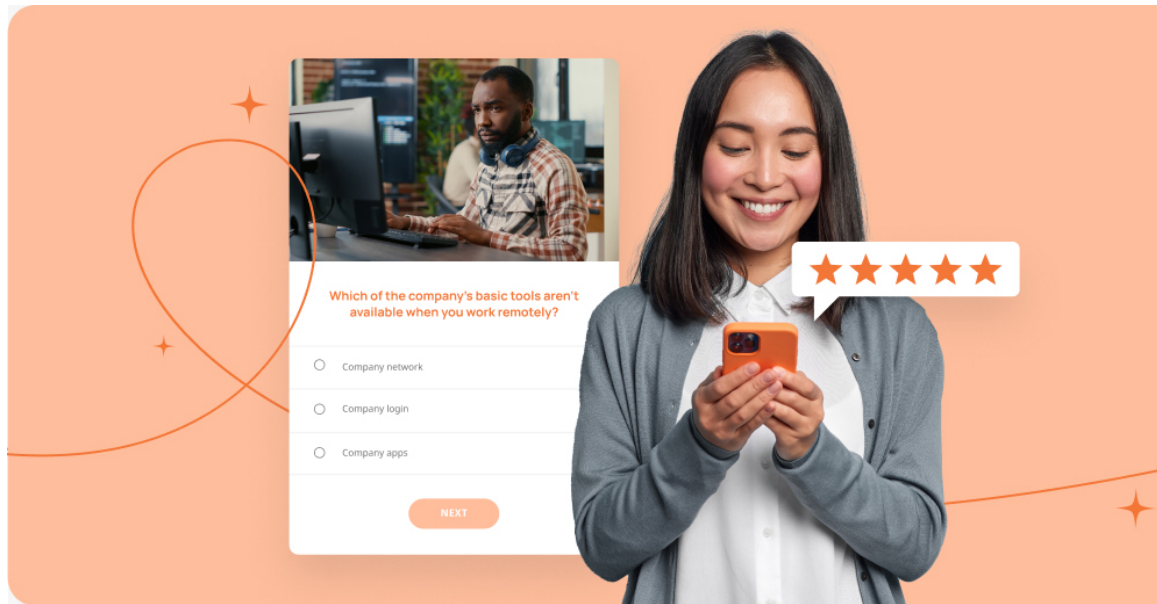 Which of the company's basic tools aren't
available when you work remotely?
Company network
Company login
Company apps
NEXT